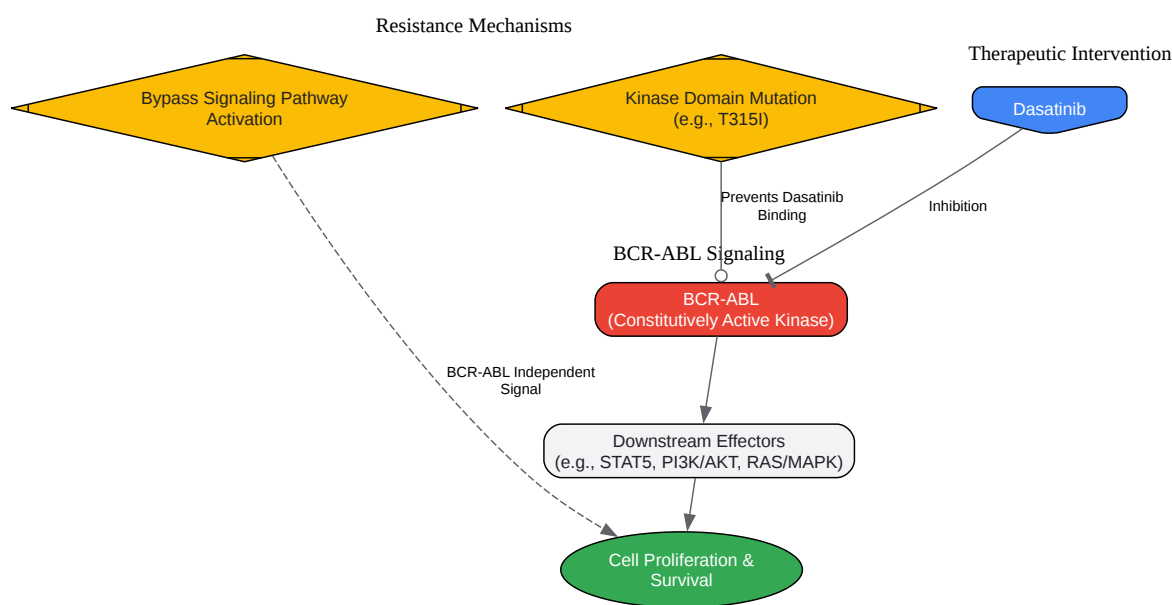 Resistance Mechanisms
Therapeutic Intervention
Bypass Signaling Pathway
Activation
Kinase Domain Mutation
(e.g., T315I)
Dasatinib
Prevents Dasatinib
Binding
Inhibition
BCR-ABL Signaling
BCR-ABL
(Constitutively Active Kinase)
BCR-ABL Independent
Signal
Downstream Effectors
(e.g., STAT5, PI3K/AKT, RAS/MAPK)
Cell Proliferation &
Survival